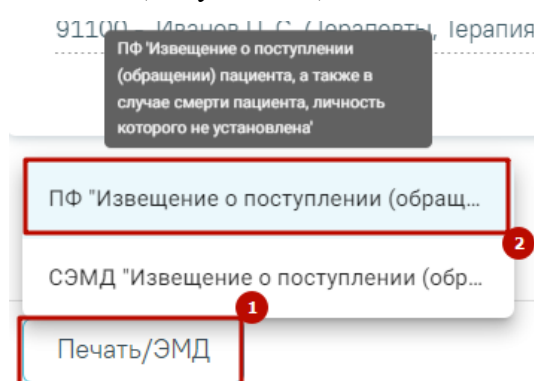 91100 - Иванов П. С. (Терапевты, Терапия
ПФ 'Извещение о поступлении
(обращении) пациента, а также в
случае смерти пациента, личность
которого не установлена'
ПФ "Извещение о поступлении (обращ...
2
СЭМД "Извещение о поступлении (обр...
1
Печать/ЭМД